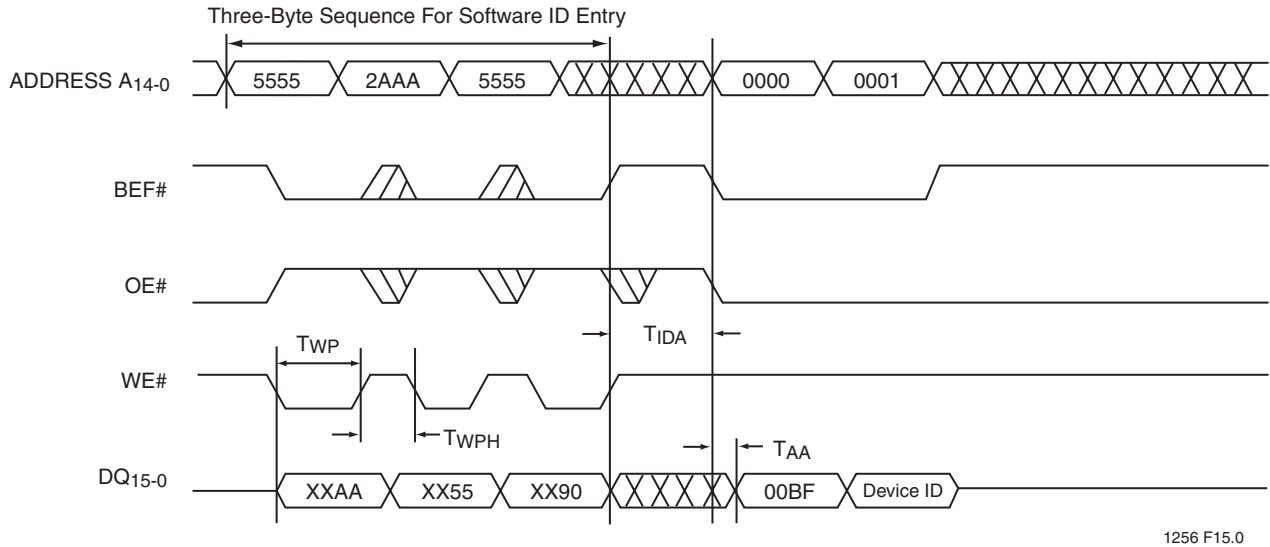 Three-Byte Sequence For Software ID Entry
ADDRESS A14-0
5555 2AAA 5555 0000 0001
BEF#
OE#
TIDA
TWP
WE#
TWPH
TAA
DQ15-0
XXAA XX55 XX90 00BF Device ID
1256 F15.0